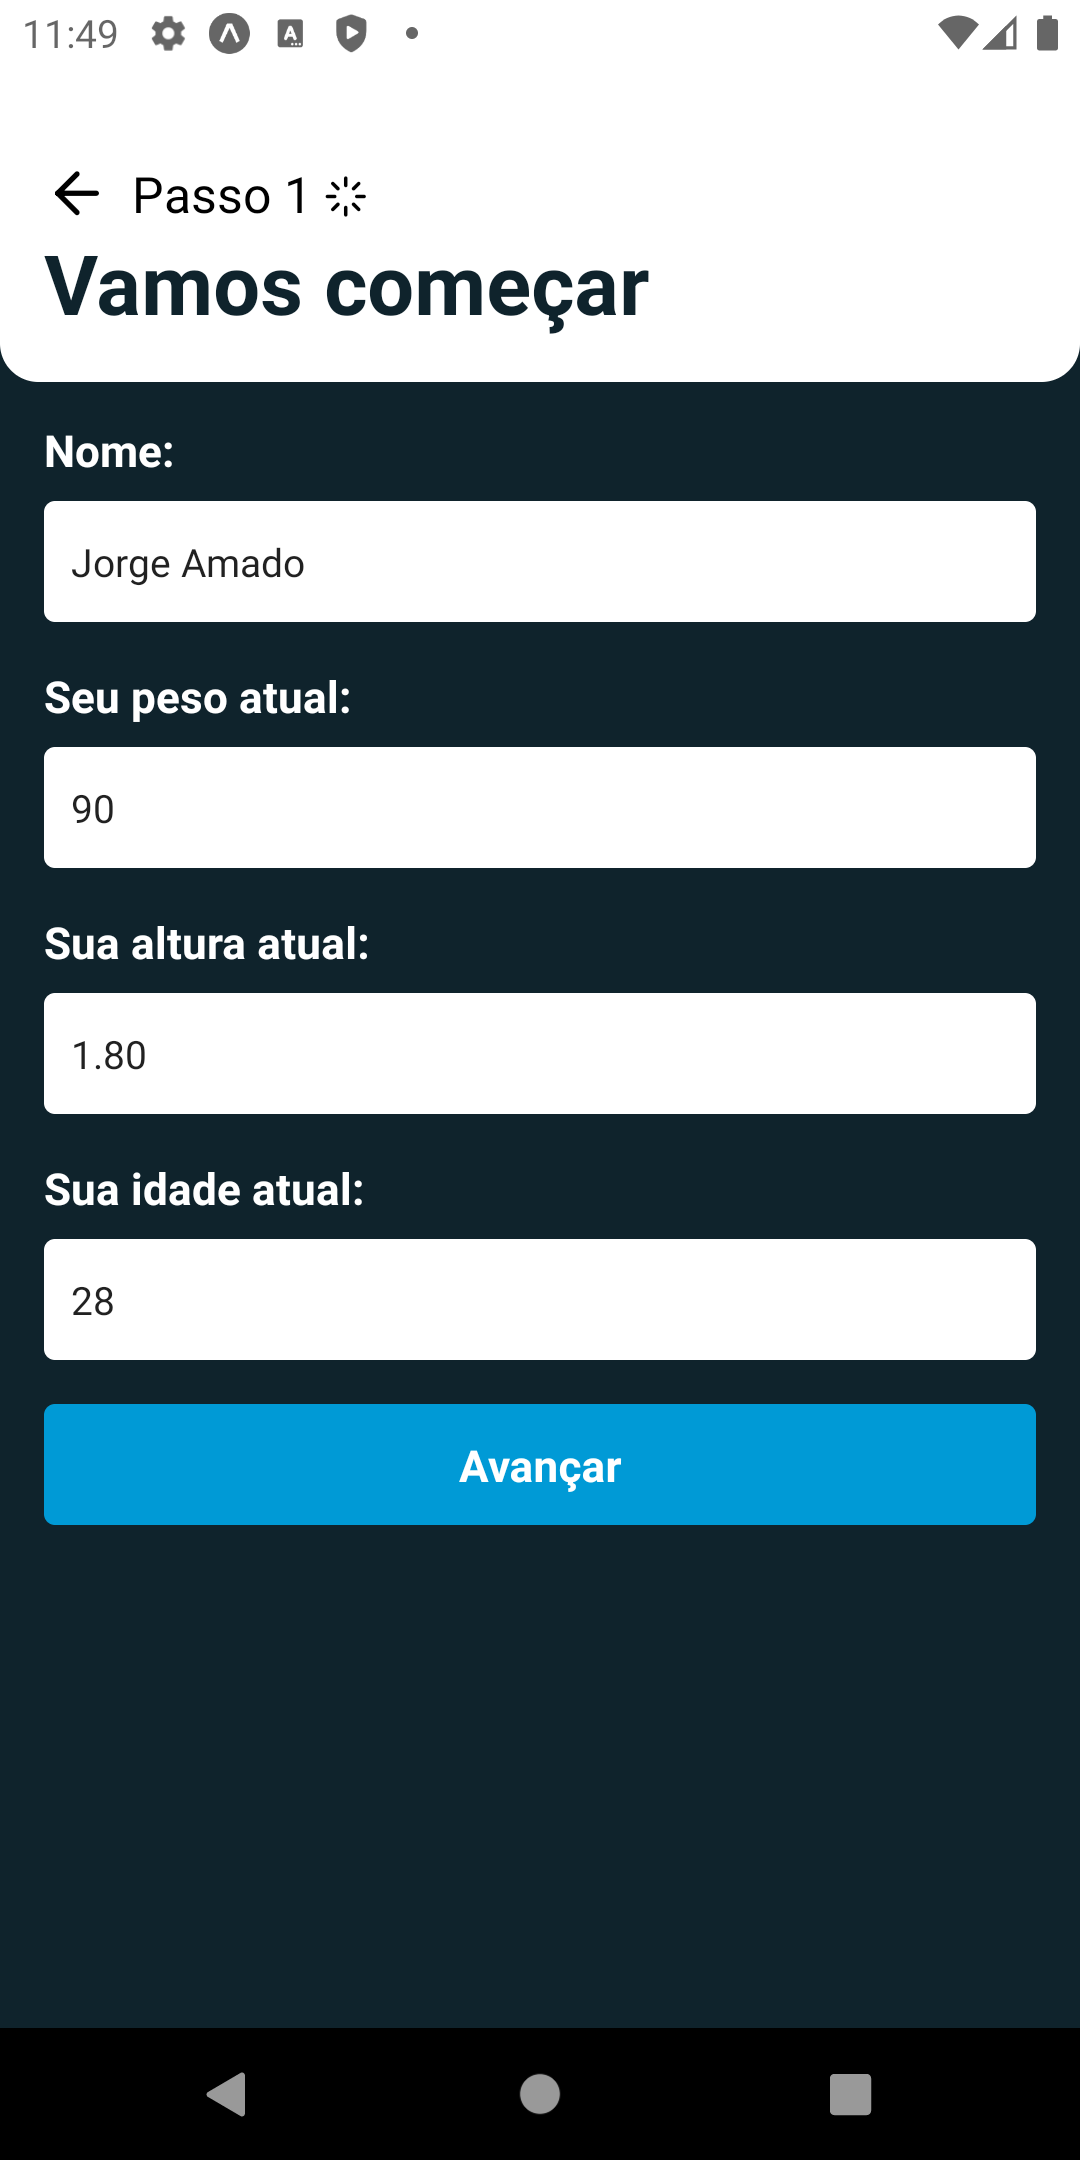 11:49
Passo 1
Vamos começar
Nome:
Jorge Amado
Seu peso atual:
90
Sua altura atual:
1.80
Sua idade atual:
28
Avançar